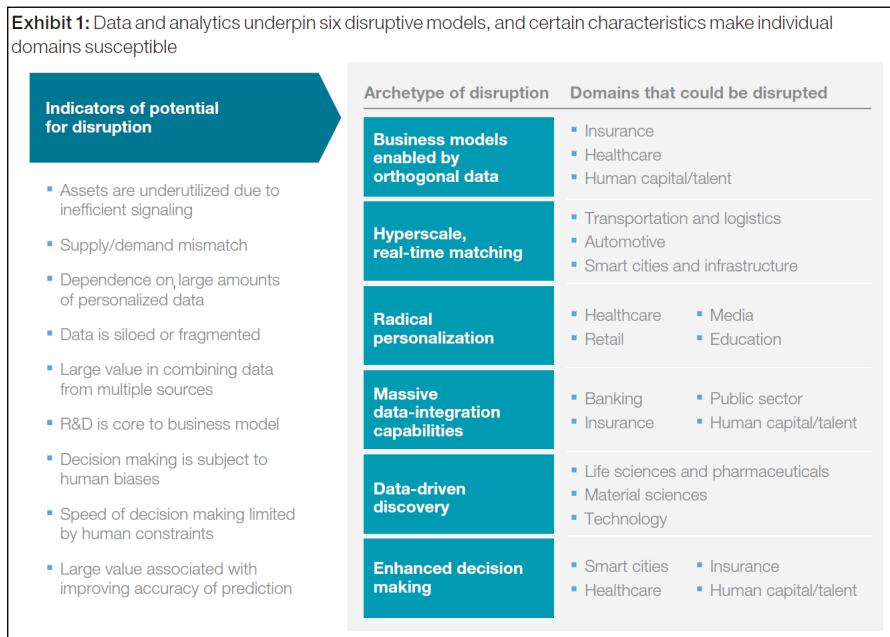 Exhibit 1: Data and analytics underpin six disruptive models, and certain characteristics make individual
domains susceptible
Indicators of potential
for disruption
Assets are underutilized due to
inefficient signaling
Supply/demand mismatch
Dependence on large amounts
of personalized data
Data is siloed or fragmented
Large value in combining data
from multiple sources
R&D is core to business model
Decision making is subject to
human biases
Speed of decision making limited
by human constraints
Large value associated with
improving accuracy of prediction
Archetype of disruption
Domains that could be disrupted
Business models
enabled by
orthogonal data
Insurance
Healthcare
Human capital/talent
Hyperscale,
real-time matching
Transportation and logistics
Automotive
Smart cities and infrastructure
Radical
personalization
Healthcare
Retail
Media
Education
Massive
data-integration
capabilities
Banking
Insurance
Public sector
Human capital/talent
Data-driven
discovery
Life sciences and pharmaceuticals
Material sciences
Technology
Enhanced decision
making
Smart cities
Healthcare
Insurance
Human capital/talent